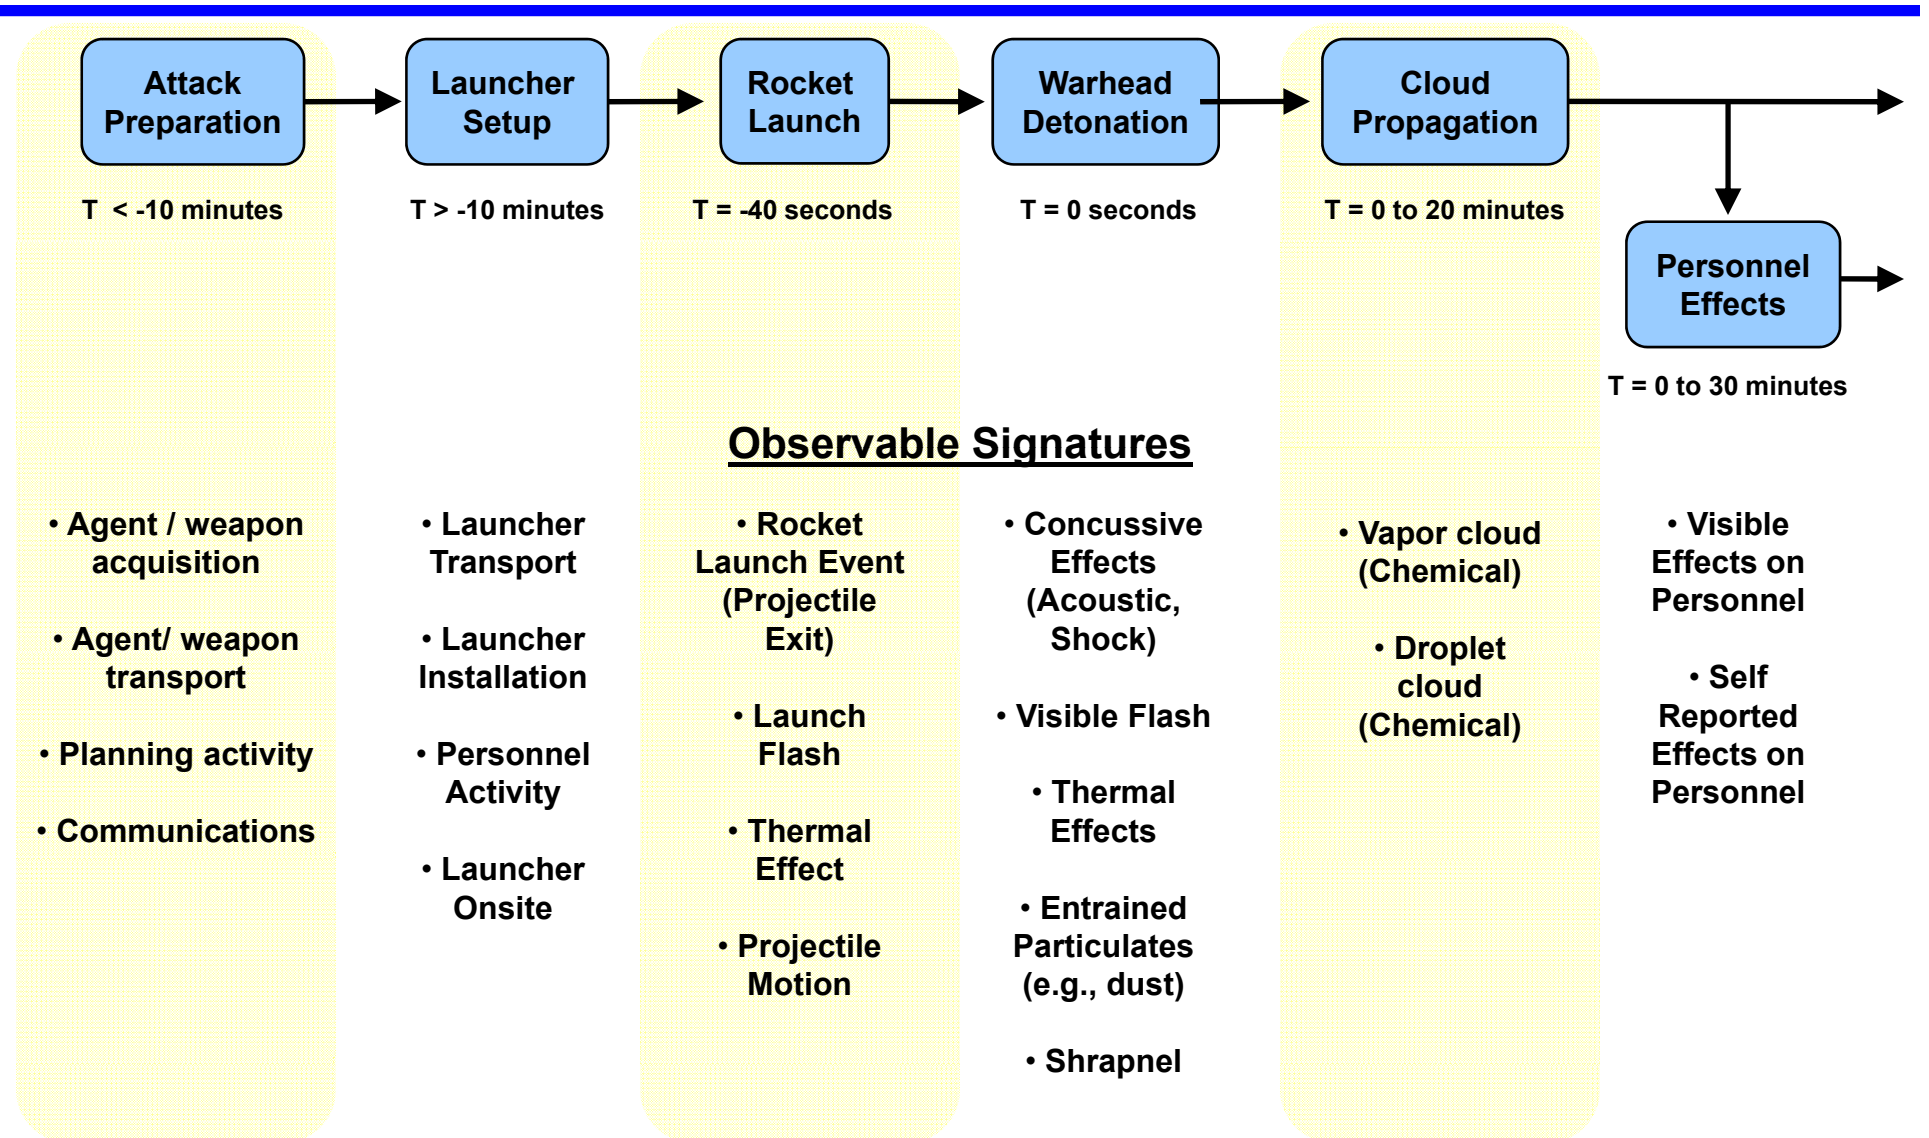 Attack
Preparation
Launcher
Setup
Rocket
Launch
Warhead
Detonation
Cloud
Propagation
T < -10 minutes
T > -10 minutes
T = -40 seconds
T = 0 seconds
T = 0 to 20 minutes
Personnel
Effects
T = 0 to 30 minutes
Observable Signatures
• Agent / weapon
acquisition
• Agent/ weapon
transport
• Planning activity
• Communications
• Launcher
Transport
• Launcher
Installation
• Personnel
Activity
• Launcher
Onsite
• Rocket
Launch Event
(Projectile
Exit)
• Launch
Flash
• Thermal
Effect
• Projectile
Motion
• Concussive
Effects
(Acoustic,
Shock)
• Visible Flash
• Thermal
Effects
• Entrained
Particulates
(e.g., dust)
• Shrapnel
• Vapor cloud
(Chemical)
• Droplet
cloud
(Chemical)
• Visible
Effects on
Personnel
• Self
Reported
Effects on
Personnel